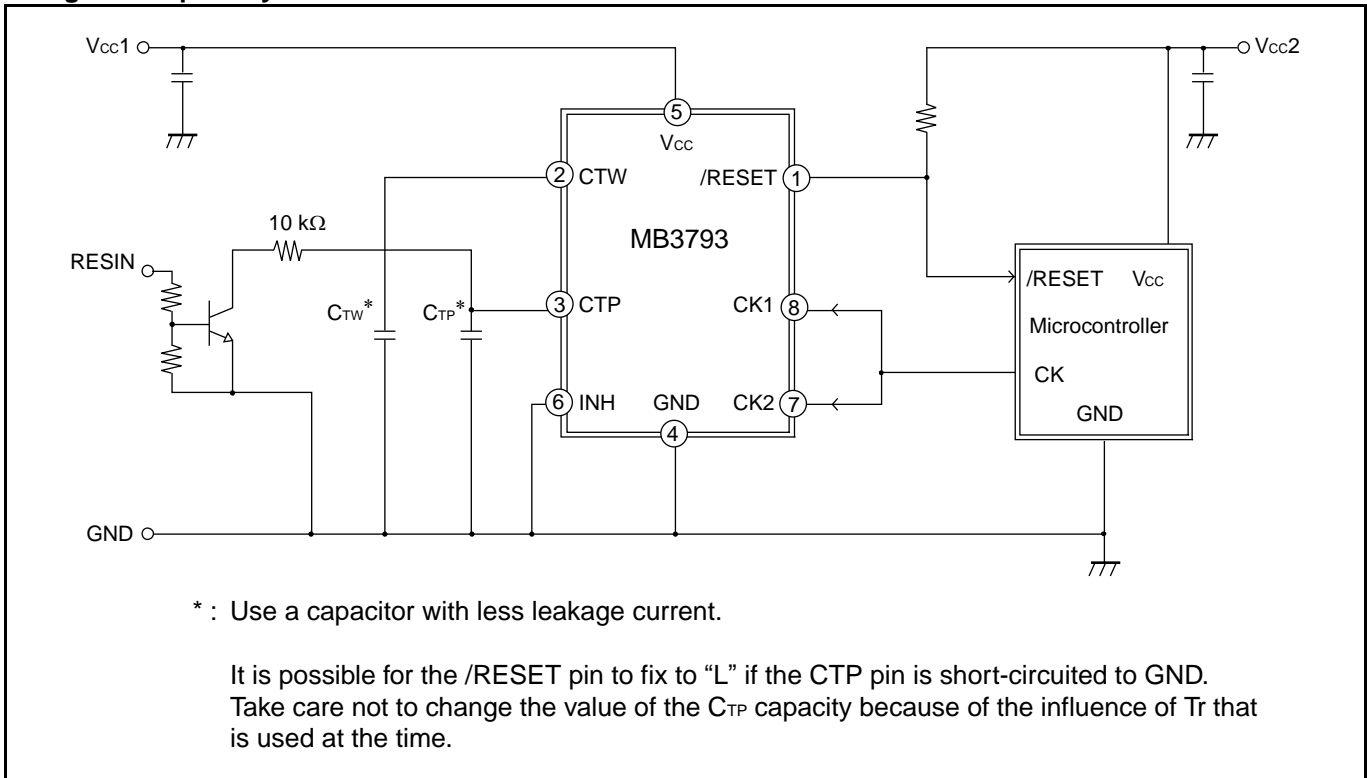 Vcc1
Vcc2
5
Vcc
2 CTW
/RESET 1
10 kΩ
MB3793
RESIN
/RESET Vcc
CTW*
CTP*
3 CTP
CK1 8
Microcontroller
CK
6 INH
GND
CK2 7
GND
4
GND
* : Use a capacitor with less leakage current.
It is possible for the /RESET pin to fix to “L” if the CTP pin is short-circuited to GND.
Take care not to change the value of the CTP capacity because of the influence of Tr that
is used at the time.